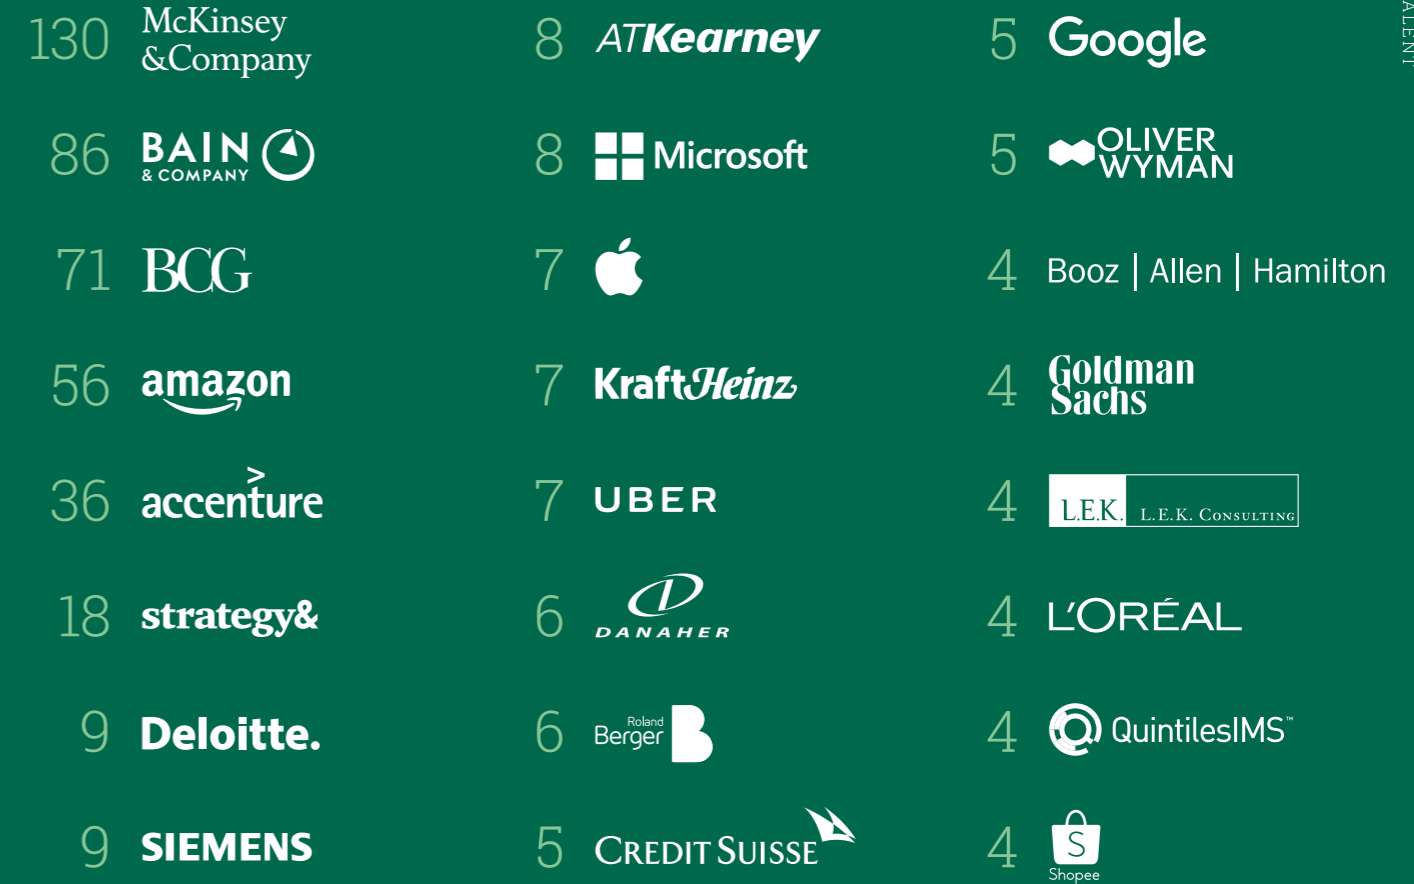 130 McKinsey
&Company
86 BAIN
& COMPANY
71 BCG
56 amazon
36 accenture
18 strategy&
9 Deloitte.
9 SIEMENS
8 ATKearney
8 Microsoft
7
7 KraftHeinz
7 UBER
6 DANAHER
6 Roland
Berger B
5 CREDIT SUISSE
5 Google
5 OLIVER
WYMAN
4 Booz | Allen | Hamilton
4 Goldman
Sachs
4 L.E.K. L.E.K. CONSULTING
4 L'ORÉAL
4 QuintilesIMS™
4 S
Shopee
ALENT